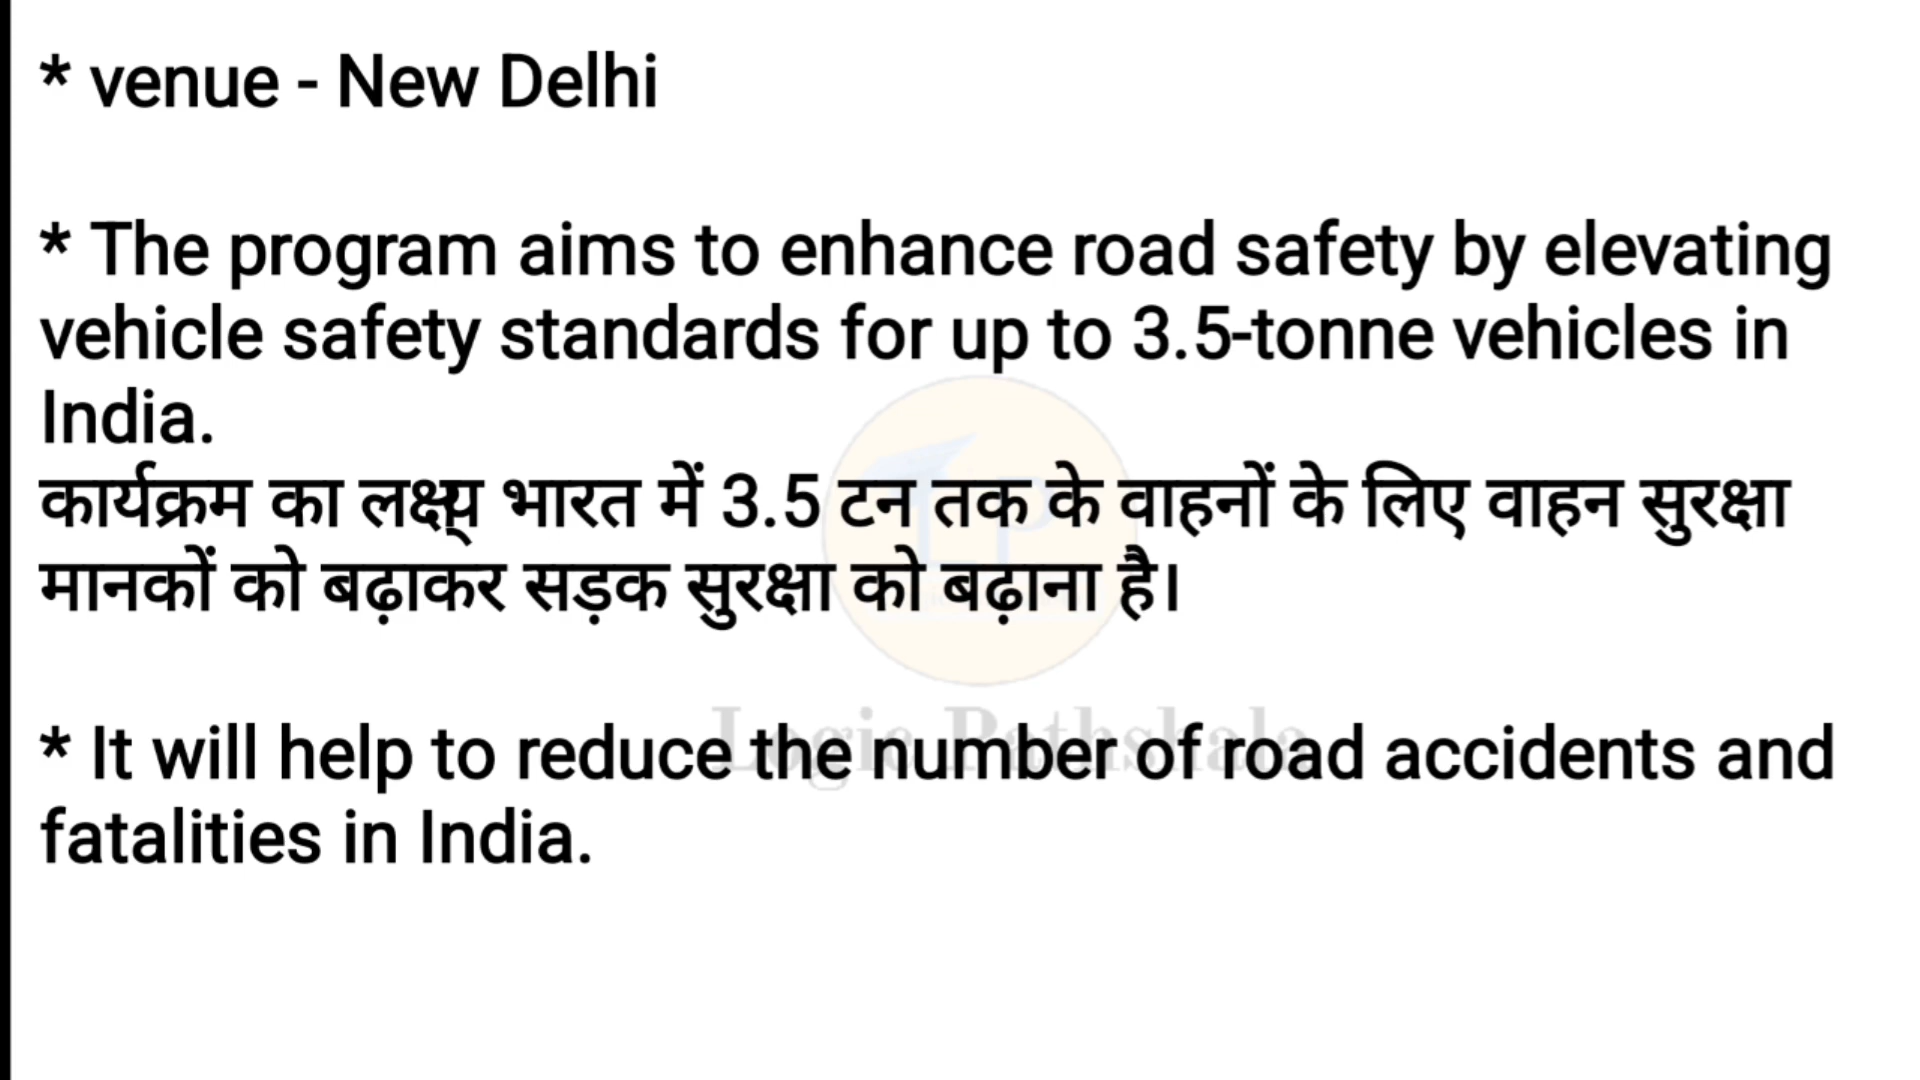 * venue - New Delhi
* The program aims to enhance road safety by elevating
vehicle safety standards for up to 3.5-tonne vehicles in
India.
कार्यक्रम का लक्ष्य भारत में 3.5 टन तक के वाहनों के लिए वाहन सुरक्षा
मानकों को बढ़ाकर सड़क सुरक्षा को बढ़ाना है।
Logic Pathshala
* It will help to reduce the number of road accidents and
fatalities in India.